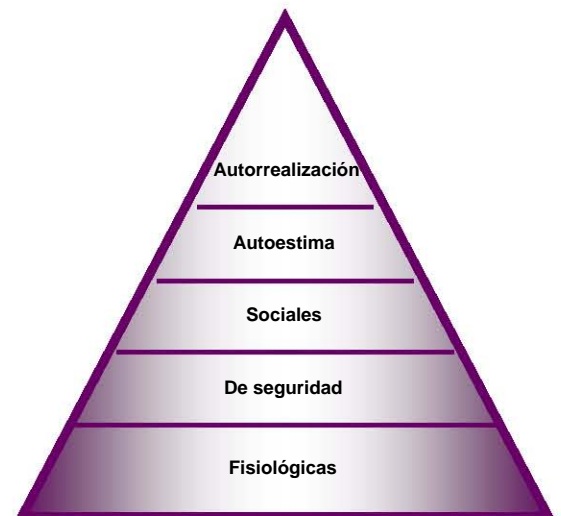 Autorrealización
Autoestima
Sociales
De seguridad
Fisiológicas